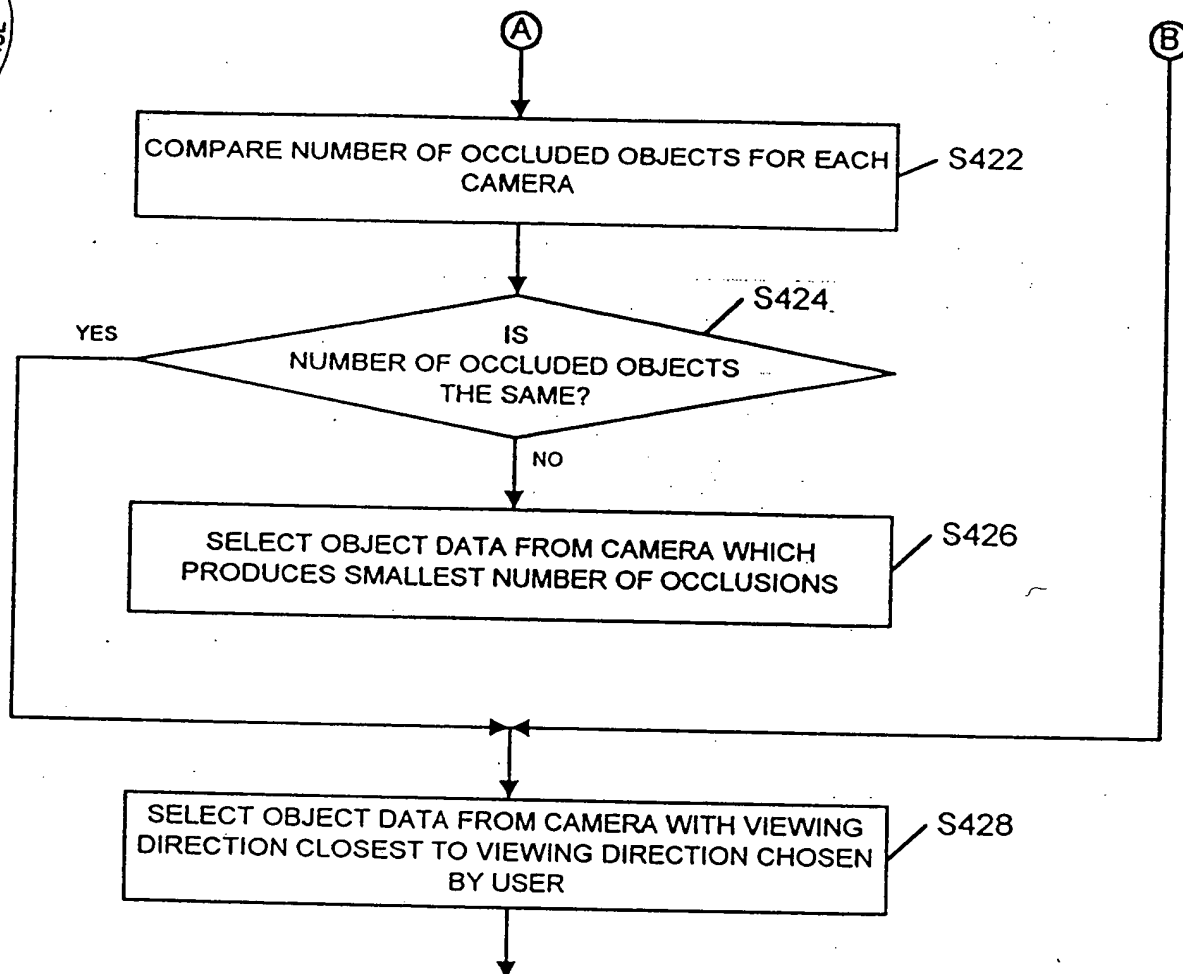 A
B
COMPARE NUMBER OF OCCLUDED OBJECTS FOR EACH
CAMERA
S422
S424
YES
IS
NUMBER OF OCCLUDED OBJECTS
THE SAME?
NO
SELECT OBJECT DATA FROM CAMERA WHICH
PRODUCES SMALLEST NUMBER OF OCCLUSIONS
S426
SELECT OBJECT DATA FROM CAMERA WITH VIEWING
DIRECTION CLOSEST TO VIEWING DIRECTION CHOSEN
BY USER
S428